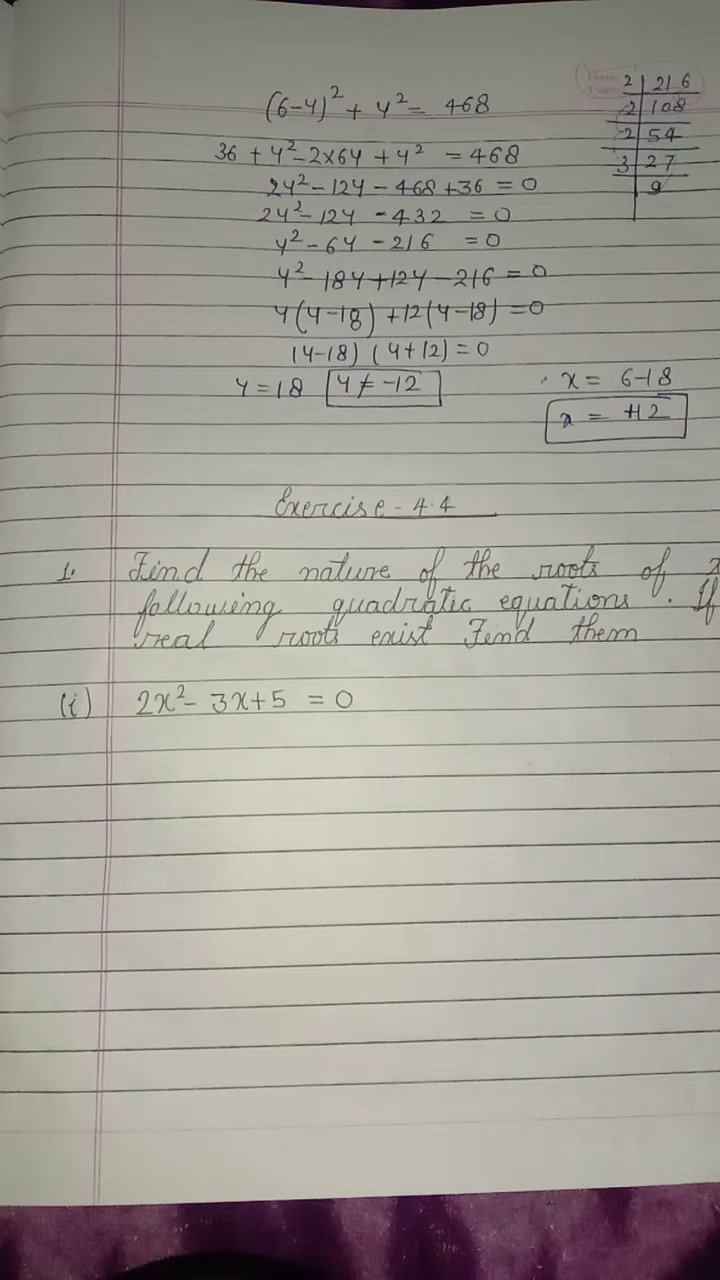 (6-y)² + y² = 468
36 + y² - 2×6y + y² = 468
2y² - 12y - 468 + 36 = 0
2y² - 12y - 432 = 0
y² - 6y - 216 = 0
y² - 18y + 12y - 216 = 0
y(y-18) + 12(y-18) = 0
(y-18) (y+12) = 0
y = 18 y ≠ -12
x = 6-18
x = +12
2 | 216
2 | 108
2 | 54
3 | 27
9
Exercise - 4.4
1. Find the nature of the roots of
following quadratic equations. If
real roots exist Find them
(i) 2x² - 3x + 5 = 0